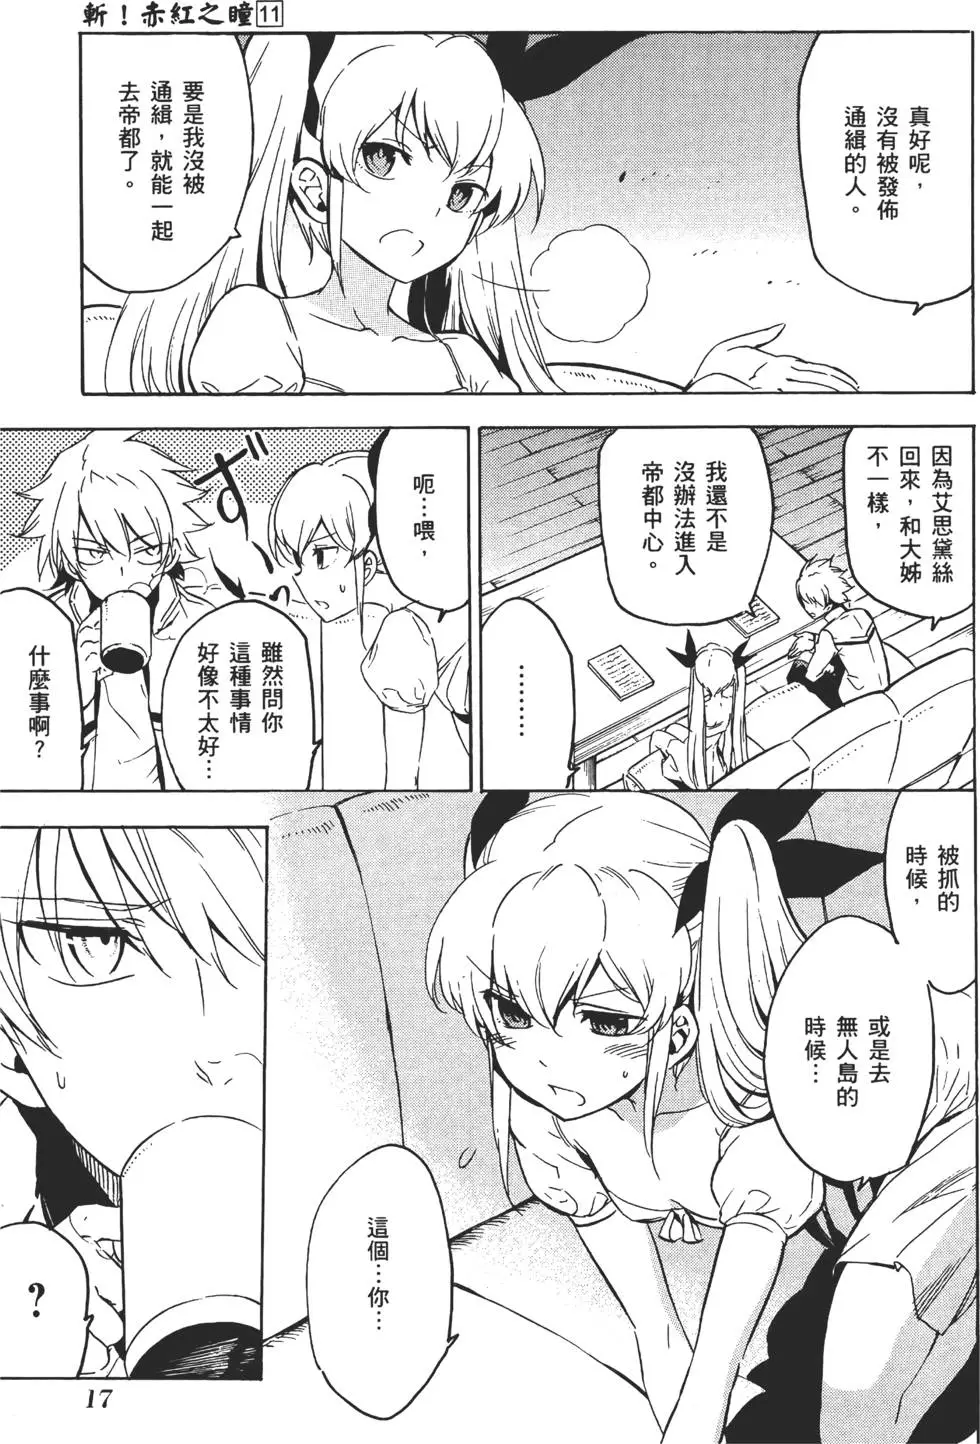 斬！赤紅之瞳11
真好呢，
沒有被發佈
通緝的人。
要是我沒被
通緝，就能一起
去帝都了。
因為艾思黛絲
回來，和大姊
不一樣，
我還不是
沒辦法進入
帝都中心。
………
呃…喂，
ず
ーっ
雖然問你
這種事情
好像不太好…
什麼事啊？
被抓的
時候，
或是去
無人島的
時候…
這個…你…
？
17